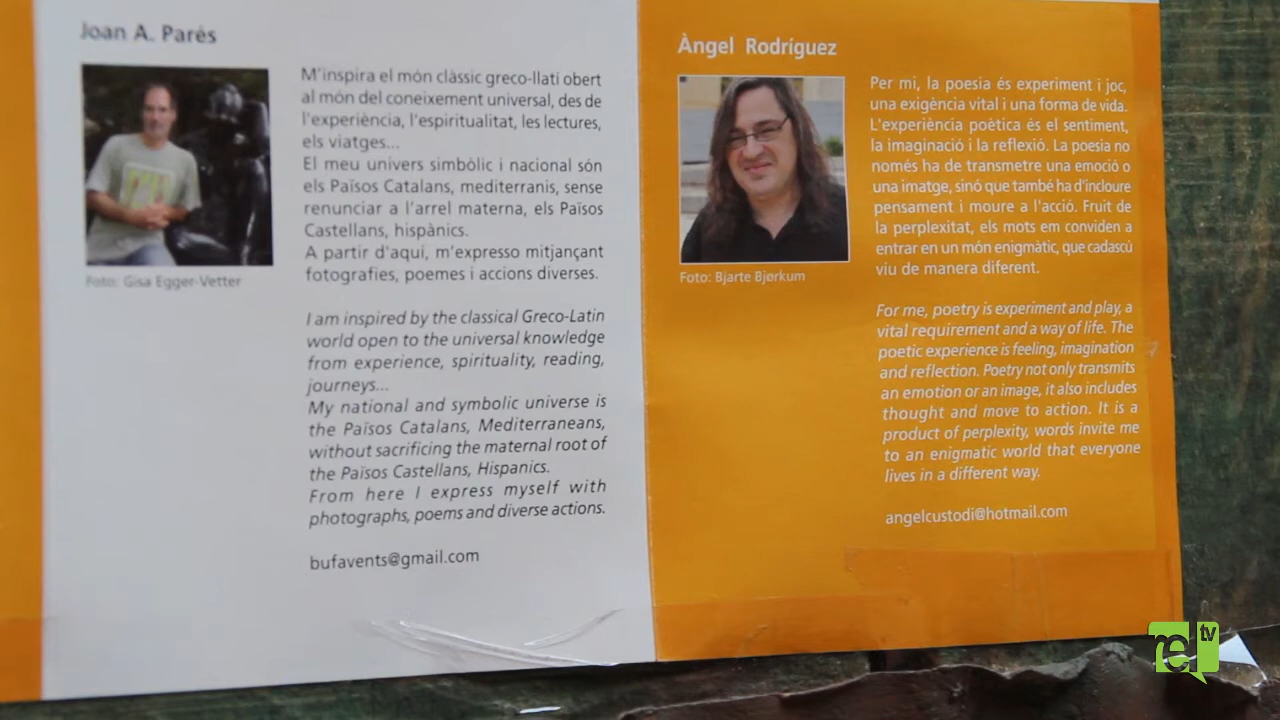 Joan A. Parés
M'inspira el món clàssic greco-llatí obert
al món del coneixement universal, des de
l'experiència, l'espiritualitat, les lectures,
els viatges...
El meu univers simbòlic i nacional són
els Països Catalans, mediterranis, sense
renunciar a l'arrel materna, els Països
Castellans, hispànics.
A partir d'aquí, m'expresso mitjançant
fotografies, poemes i accions diverses.
Foto: Gisa Egger-Vetter
I am inspired by the classical Greco-Latin
world open to the universal knowledge
from experience, spirituality, reading,
journeys...
My national and symbolic universe is
the Països Catalans, Mediterraneans,
without sacrificing the maternal root of
the Països Castellans, Hispanics.
From here I express myself with
photographs, poems and diverse actions.
bufavents@gmail.com
Àngel Rodríguez
Per mi, la poesia és experiment i joc,
una exigència vital i una forma de vida.
L'experiència poètica és el sentiment,
la imaginació i la reflexió. La poesia no
només ha de transmetre una emoció o
una imatge, sinó que també ha d'incloure
pensament i moure a l'acció. Fruit de
la perplexitat, els mots em conviden a
entrar en un món enigmàtic, que cadascú
viu de manera diferent.
Foto: Bjarte Bjørkum
For me, poetry is experiment and play, a
vital requirement and a way of life. The
poetic experience is feeling, imagination
and reflection. Poetry not only transmits
an emotion or an image, it also includes
thought and move to action. It is a
product of perplexity, words invite me
to an enigmatic world that everyone
lives in a different way.
angelcustodi@hotmail.com
me tv